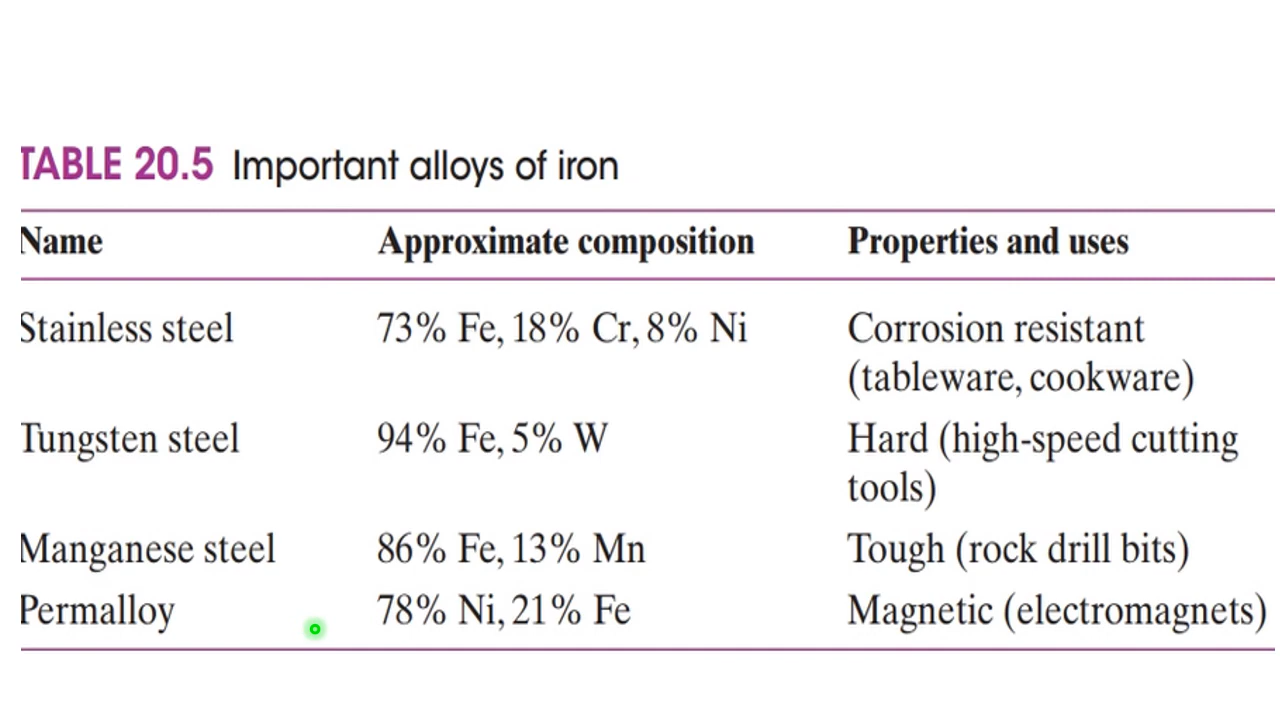 TABLE 20.5 Important alloys of iron
Name Approximate composition Properties and uses
Stainless steel 73% Fe, 18% Cr, 8% Ni Corrosion resistant
(tableware, cookware)
Tungsten steel 94% Fe, 5% W Hard (high-speed cutting
tools)
Manganese steel 86% Fe, 13% Mn Tough (rock drill bits)
Permalloy 78% Ni, 21% Fe Magnetic (electromagnets)